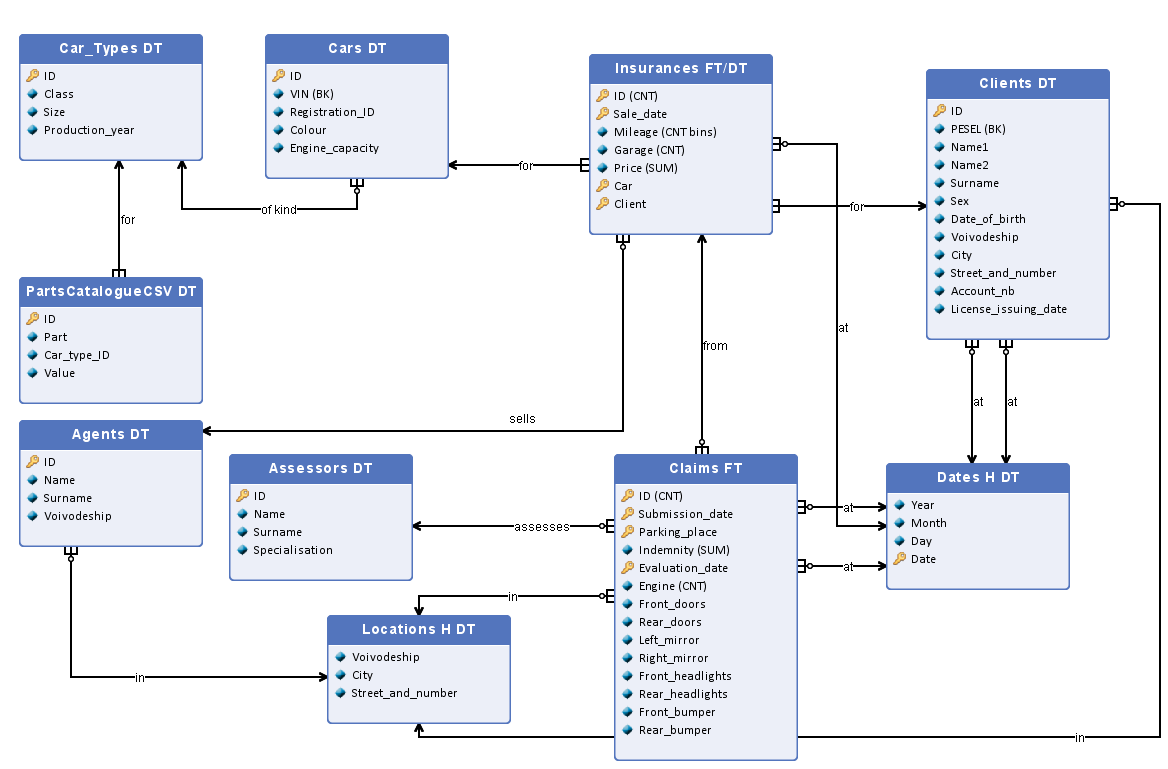 Car_Types DT
ID
Class
Size
Production_year
Cars DT
ID
VIN (BK)
Registration_ID
Colour
Engine_capacity
Insurances FT/DT
ID (CNT)
Sale_date
Mileage (CNT bins)
Garage (CNT)
Price (SUM)
Car
Client
Clients DT
ID
PESEL (BK)
Name1
Name2
Surname
Sex
Date_of_birth
Voivodeship
City
Street_and_number
Account_nb
License_issuing_date
for
of kind
for
for
at
from
at
at
sells
PartsCatalogueCSV DT
ID
Part
Car_type_ID
Value
Agents DT
ID
Name
Surname
Voivodeship
Assessors DT
ID
Name
Surname
Specialisation
assesses
Claims FT
ID (CNT)
Submission_date
Parking_place
Indemnity (SUM)
Evaluation_date
Engine (CNT)
Front_doors
Rear_doors
Left_mirror
Right_mirror
Front_headlights
Rear_headlights
Front_bumper
Rear_bumper
at
at
Dates H DT
Year
Month
Day
Date
in
Locations H DT
Voivodeship
City
Street_and_number
in
in